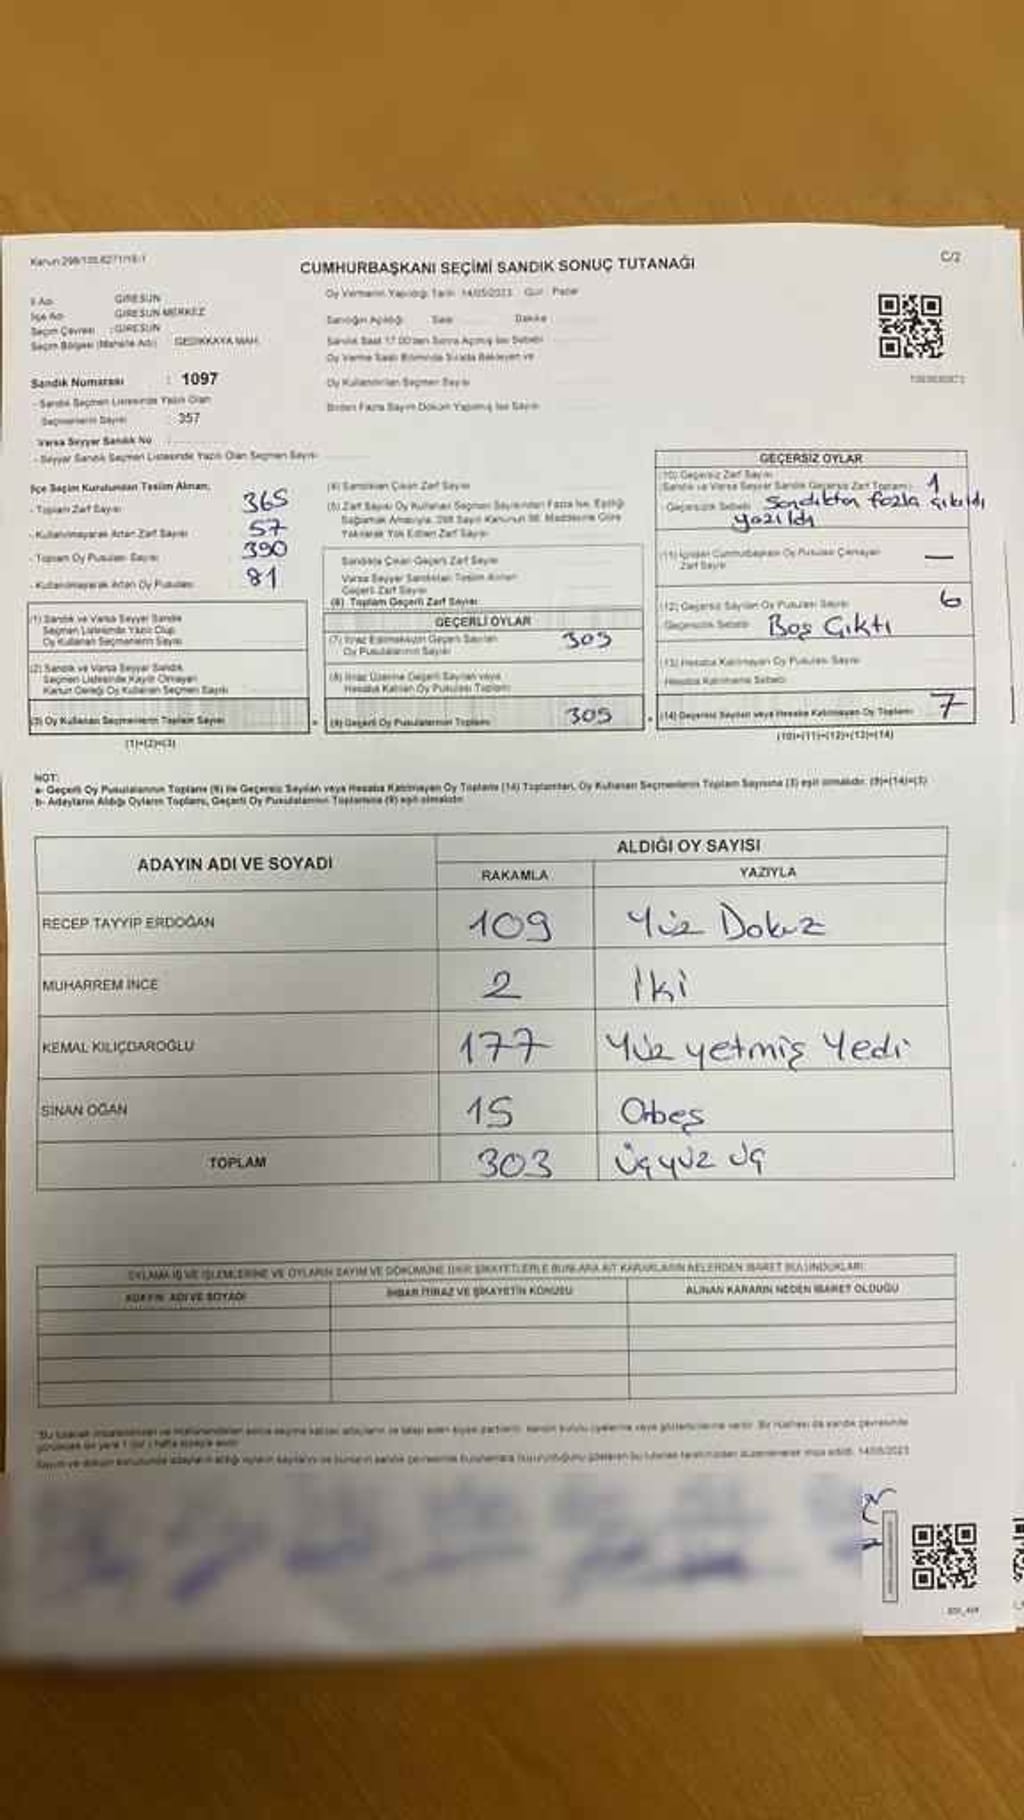 Kanun:298/105,6271/18-1
CUMHURBAŞKANI SEÇİMİ SANDIK SONUÇ TUTANAĞI
C/2
İl Adı : GİRESUN
İlçe Adı : GİRESUN MERKEZ
Seçim Çevresi : GİRESUN
Seçim Bölgesi (Mahalle Adı) : GEDİKKAYA MAH.
Sandık Numarası : 1097
- Sandık Seçmen Listesinde Yazılı Olan
Seçmenlerin Sayısı : 357
Varsa Seyyar Sandık No :
- Seyyar Sandık Seçmen Listesinde Yazılı Olan Seçmen Sayısı
Oy Vermenin Yapıldığı Tarih : 14/05/2023 Gün : Pazar
Sandığın Açıldığı : Saat Dakika
Sandık Saat 17.00'den Sonra Açılmış İse Sebebi
Oy Verme Saati Bitiminde Sırada Bekleyen ve
Oy Kullandırılan Seçmen Sayısı
Birden Fazla Sayım Döküm Yapılmış İse Sayısı
İlçe Seçim Kurulundan Teslim Alınan;
- Toplam Zarf Sayısı : 365
- Kullanılmayarak Artan Zarf Sayısı : 57
- Toplam Oy Pusulası Sayısı : 390
- Kullanılmayarak Artan Oy Pusulası : 81
(1) Sandık ve Varsa Seyyar Sandık
Seçmen Listesinde Yazılı Olup
Oy Kullanan Seçmenlerin Sayısı
(2) Sandık ve Varsa Seyyar Sandık
Seçmen Listesinde Kayıtlı Olmayan
Kanun Gereği Oy Kullanan Seçmen Sayısı
(3) Oy Kullanan Seçmenlerin Toplam Sayısı
(1)+(2)=(3)
(4) Sandıktan Çıkan Zarf Sayısı
(5) Zarf Sayısı Oy Kullanan Seçmen Sayısından Fazla İse, Eşitliği
Sağlamak Amacıyla, 298 Sayılı Kanunun 98. Maddesine Göre
Yakılarak Yok Edilen Zarf Sayısı
Sandıkta Çıkan Geçerli Zarf Sayısı
Varsa Seyyar Sandıktan Teslim Alınan
Geçerli Zarf Sayısı
(6) Toplam Geçerli Zarf Sayısı
GEÇERLİ OYLAR
(7) İtiraz Edilmeksizin Geçerli Sayılan
Oy Pusulalarının Sayısı 303
(8) İtiraz Üzerine Geçerli Sayılan veya
Hesaba Katılan Oy Pusulası Toplamı
(9) Geçerli Oy Pusulalarının Toplamı 303
GEÇERSİZ OYLAR
(10) Geçersiz Zarf Sayısı
(Sandık ve Varsa Seyyar Sandık Geçersiz Zarf Toplamı) 1
Geçersizlik Sebebi Sandıktan fazla çıkıldı
yazıldı
(11) İçinden Cumhurbaşkanı Oy Pusulası Çıkmayan
Zarf Sayısı —
(12) Geçersiz Sayılan Oy Pusulası Sayısı 6
Geçersizlik Sebebi Boş Çıktı
(13) Hesaba Katılmayan Oy Pusulası Sayısı
Hesaba Katılmama Sebebi
(14) Geçersiz Sayılan veya Hesaba Katılmayan Oy Toplamı 7
(10)+(11)+(12)+(13)=(14)
NOT:
a- Geçerli Oy Pusulalarının Toplamı (9) ile Geçersiz Sayılan veya Hesaba Katılmayan Oy Toplamı (14) Toplamları, Oy Kullanan Seçmenlerin Toplam Sayısına (3) eşit olmalıdır. (9)+(14)=(3)
b- Adayların Aldığı Oyların Toplamı, Geçerli Oy Pusulalarının Toplamına (9) eşit olmalıdır.
ADAYIN ADI VE SOYADI
ALDIĞI OY SAYISI
RAKAMLA YAZIYLA
RECEP TAYYİP ERDOĞAN 109 Yüz Dokuz
MUHARREM İNCE 2 İki
KEMAL KILIÇDAROĞLU 177 Yüz yetmiş Yedi
SİNAN OĞAN 15 Onbeş
TOPLAM 303 Üçyüz üç
OYLAMA İŞ VE İŞLEMLERİNE VE OYLARIN SAYIM VE DÖKÜMÜNE DAİR ŞİKAYETLERLE BUNLARA AİT KARARLARIN NELERDEN İBARET BULUNDUKLARI
ADAYIN ADI VE SOYADI İHBAR İTİRAZ VE ŞİKAYETİN KONUSU ALINAN KARARIN NEDEN İBARET OLDUĞU